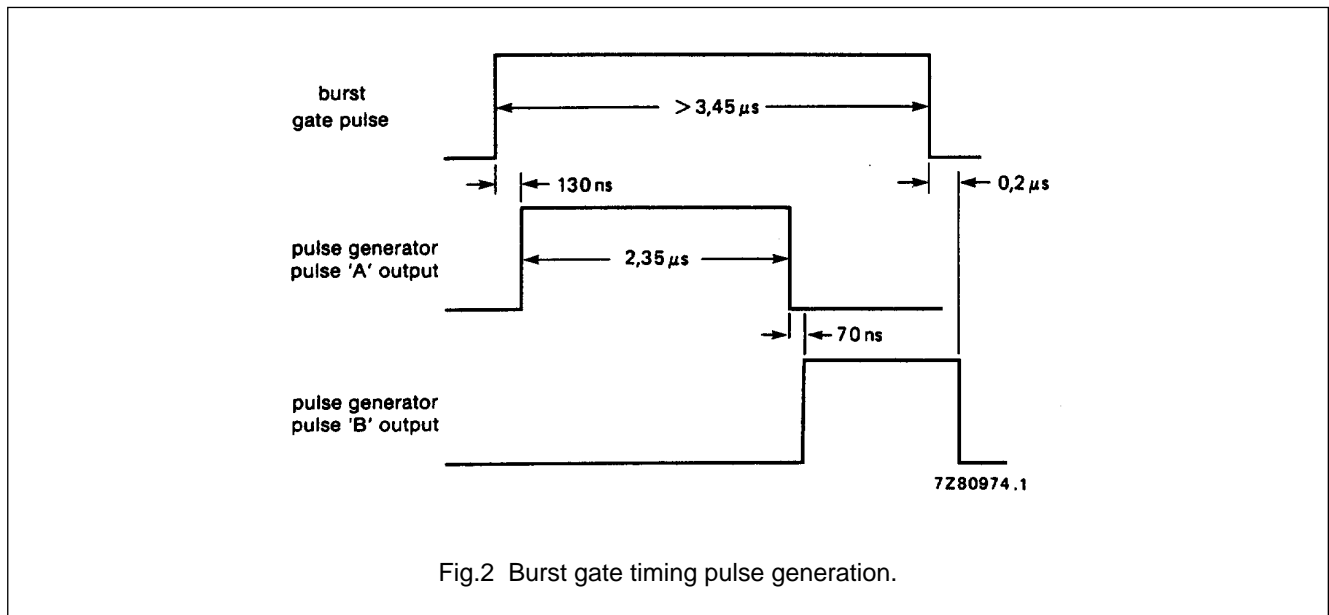 burst
gate pulse
> 3,45 μs
130 ns
0,2 μs
pulse generator
pulse 'A' output
2,35 μs
70 ns
pulse generator
pulse 'B' output
7Z80974.1
Fig.2 Burst gate timing pulse generation.